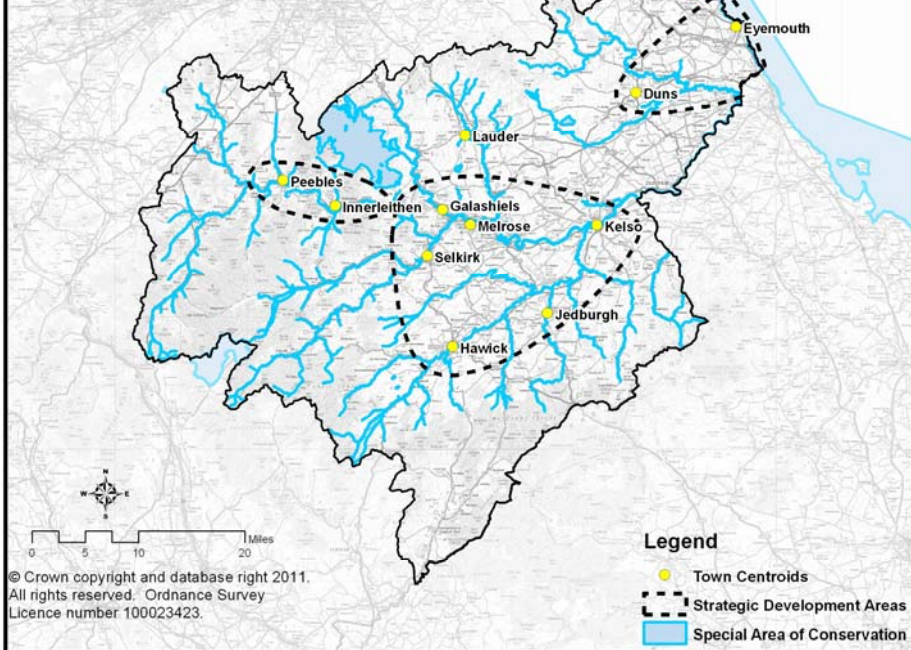 Eyemouth
Duns
Lauder
Peebles
Innerleithen
Galashiels
Melrose
Kelso
Selkirk
Jedburgh
Hawick
N
W E
S
Miles
0 5 10 20
© Crown copyright and database right 2011.
All rights reserved. Ordnance Survey
Licence number 100023423.
Legend
Town Centroids
Strategic Development Areas
Special Area of Conservation